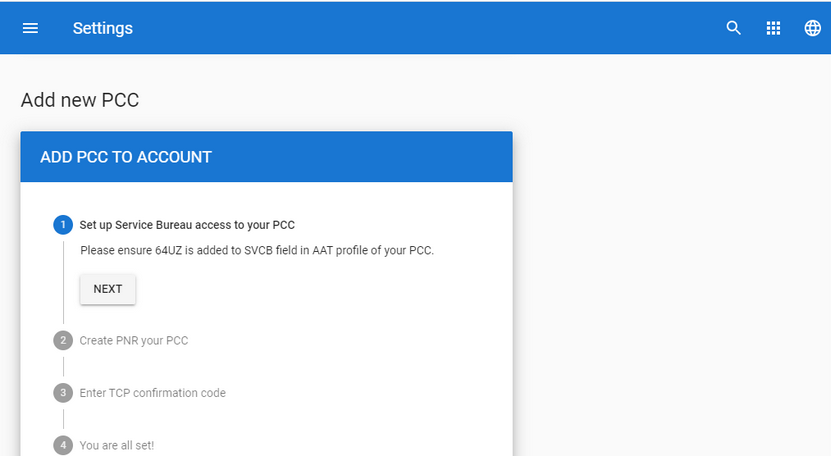 Settings
Add new PCC
ADD PCC TO ACCOUNT
1 Set up Service Bureau access to your PCC
Please ensure 64UZ is added to SVCB field in AAT profile of your PCC.
NEXT
2 Create PNR your PCC
3 Enter TCP confirmation code
4 You are all set!